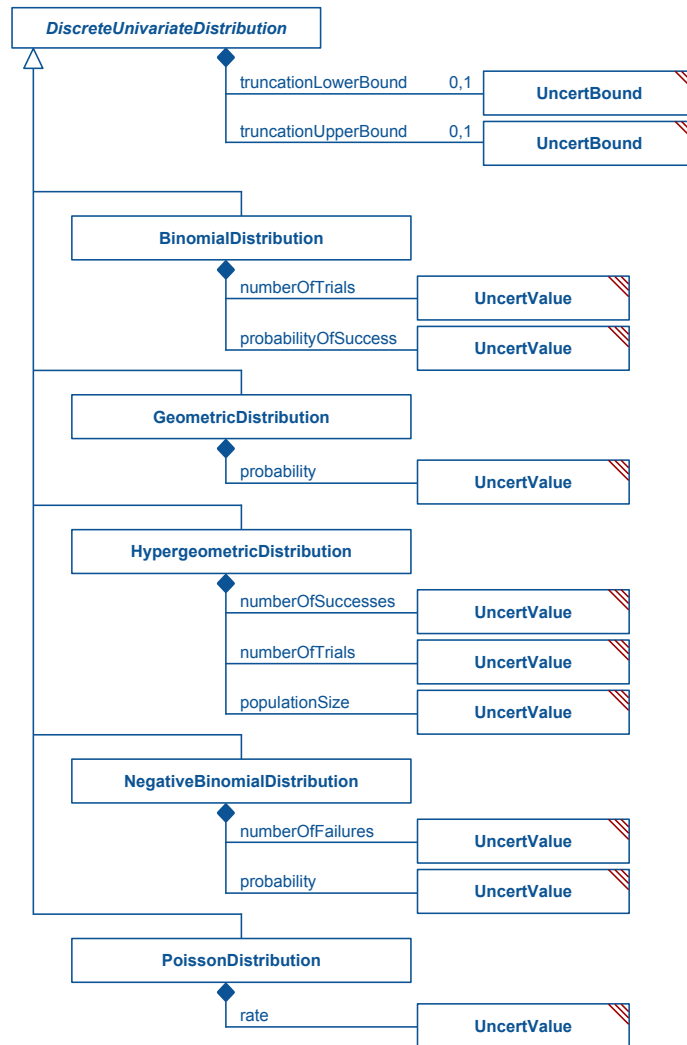 DiscreteUnivariateDistribution
truncationLowerBound 0,1 UncertBound
truncationUpperBound 0,1 UncertBound
BinomialDistribution
numberOfTrials UncertValue
probabilityOfSuccess UncertValue
GeometricDistribution
probability UncertValue
HypergeometricDistribution
numberOfSuccesses UncertValue
numberOfTrials UncertValue
populationSize UncertValue
NegativeBinomialDistribution
numberOfFailures UncertValue
probability UncertValue
PoissonDistribution
rate UncertValue